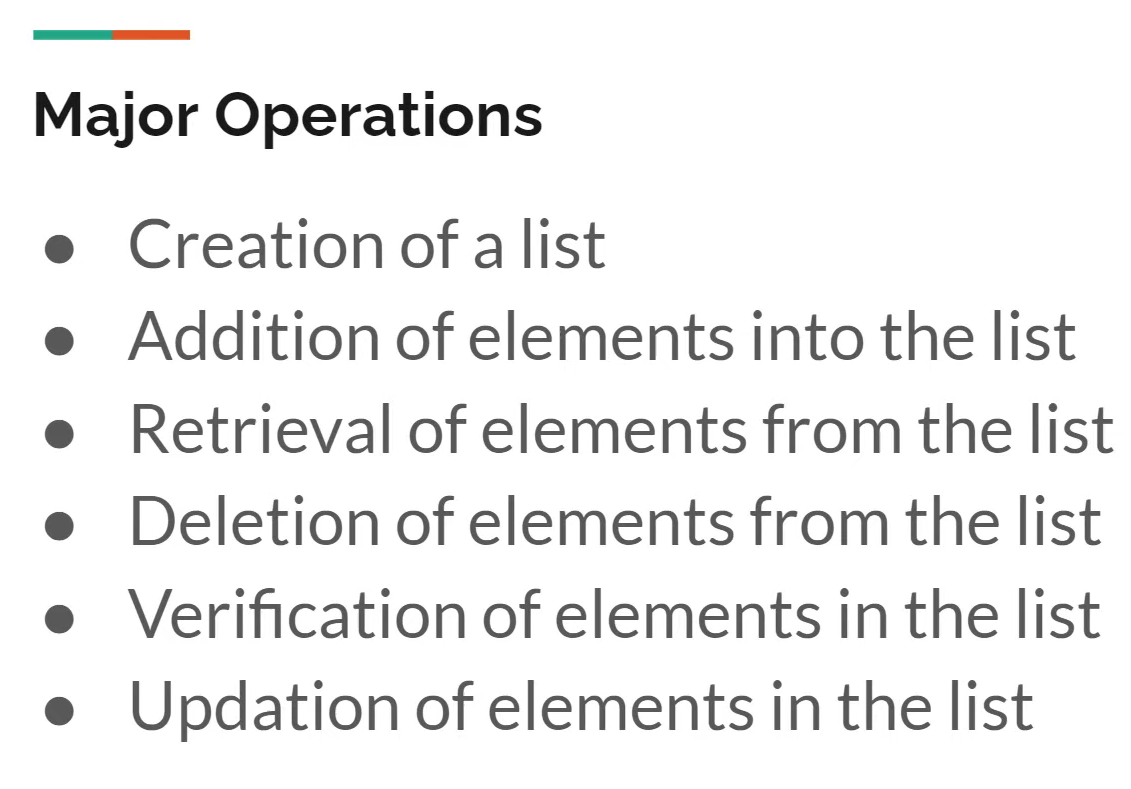 Major Operations
● Creation of a list
● Addition of elements into the list
● Retrieval of elements from the list
● Deletion of elements from the list
● Verification of elements in the list
● Updation of elements in the list